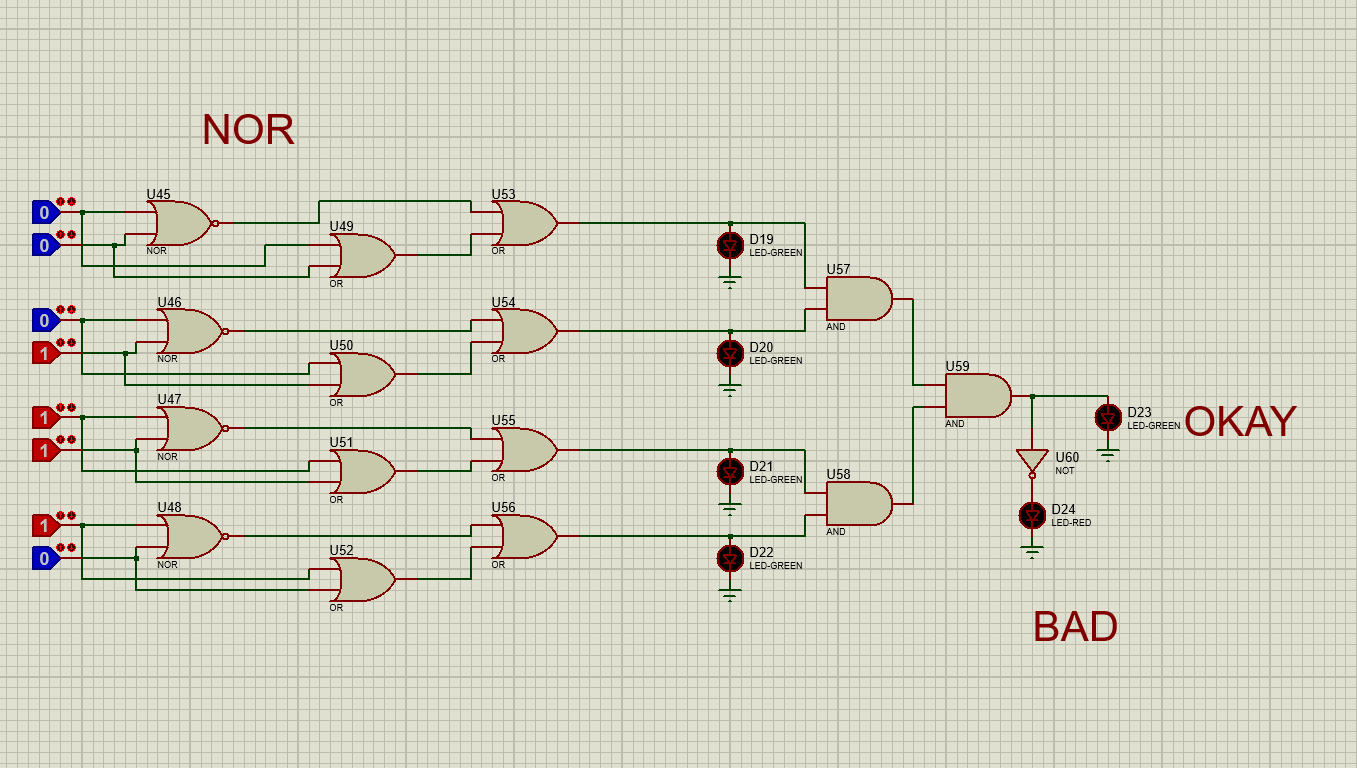 NOR
U45
NOR
0
0
U49
OR
U53
OR
D19
LED-GREEN
U57
AND
U46
NOR
0
1
U50
OR
U54
OR
D20
LED-GREEN
U59
AND
D23
LED-GREEN
OKAY
U47
NOR
1
1
U51
OR
U55
OR
D21
LED-GREEN
U58
AND
U60
NOT
D24
LED-RED
U48
NOR
1
0
U52
OR
U56
OR
D22
LED-GREEN
BAD